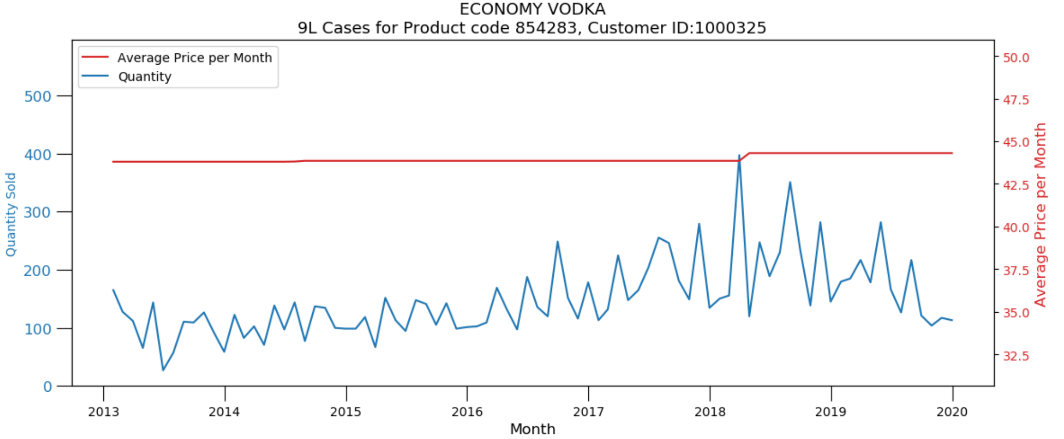 ECONOMY VODKA
9L Cases for Product code 854283, Customer ID:1000325
Average Price per Month
Quantity
500
400
300
200
100
0
Quantity Sold
50.0
47.5
45.0
42.5
40.0
37.5
35.0
32.5
Average Price per Month
2013 2014 2015 2016 2017 2018 2019 2020
Month